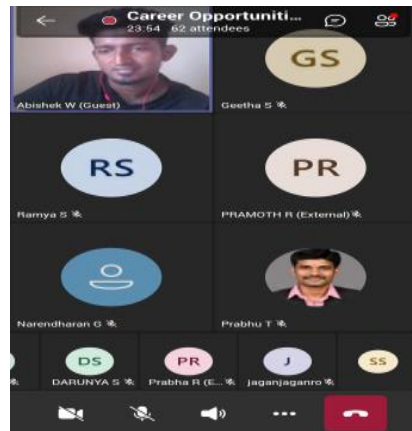 Career Opportuniti...
23:54 62 attendees
GS
Abishek W (Guest)
Geetha S
RS
PR
Ramya S
PRAMOTH R (External)
Narendharan G
Prabhu T
DS
PR
J
SS
DARUNYA S
Prabha R (E...
jaganjaganro